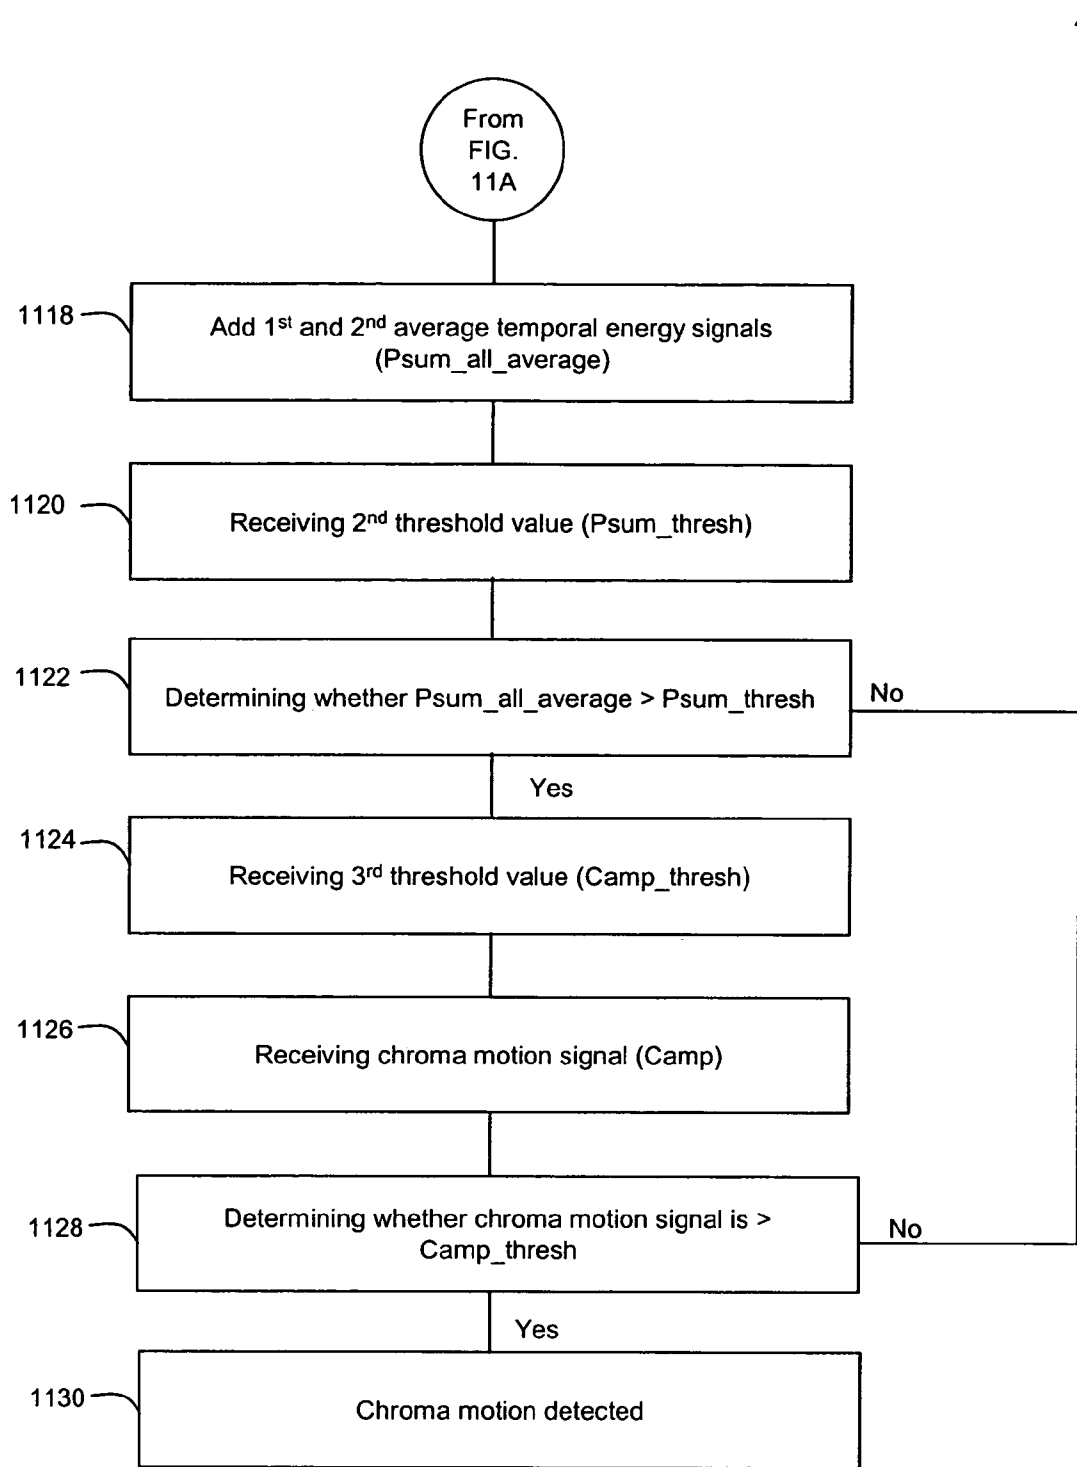 From
FIG.
11A
1118
Add 1st and 2nd average temporal energy signals
(Psum_all_average)
1120
Receiving 2nd threshold value (Psum_thresh)
1122
Determining whether Psum_all_average > Psum_thresh
No
Yes
1124
Receiving 3rd threshold value (Camp_thresh)
1126
Receiving chroma motion signal (Camp)
1128
Determining whether chroma motion signal is >
Camp_thresh
No
Yes
1130
Chroma motion detected